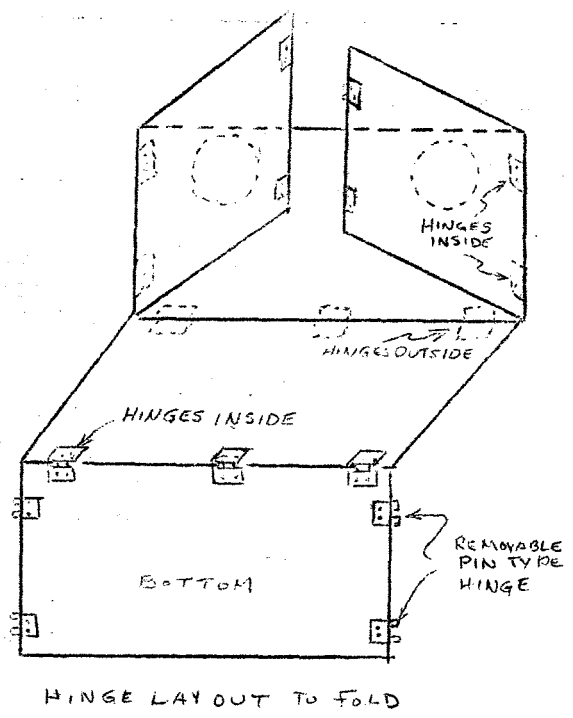 HINGES
INSIDE
HINGES OUTSIDE
HINGES INSIDE
REMOVABLE
PIN TYPE
HINGE
BOTTOM
HINGE LAYOUT TO FOLD